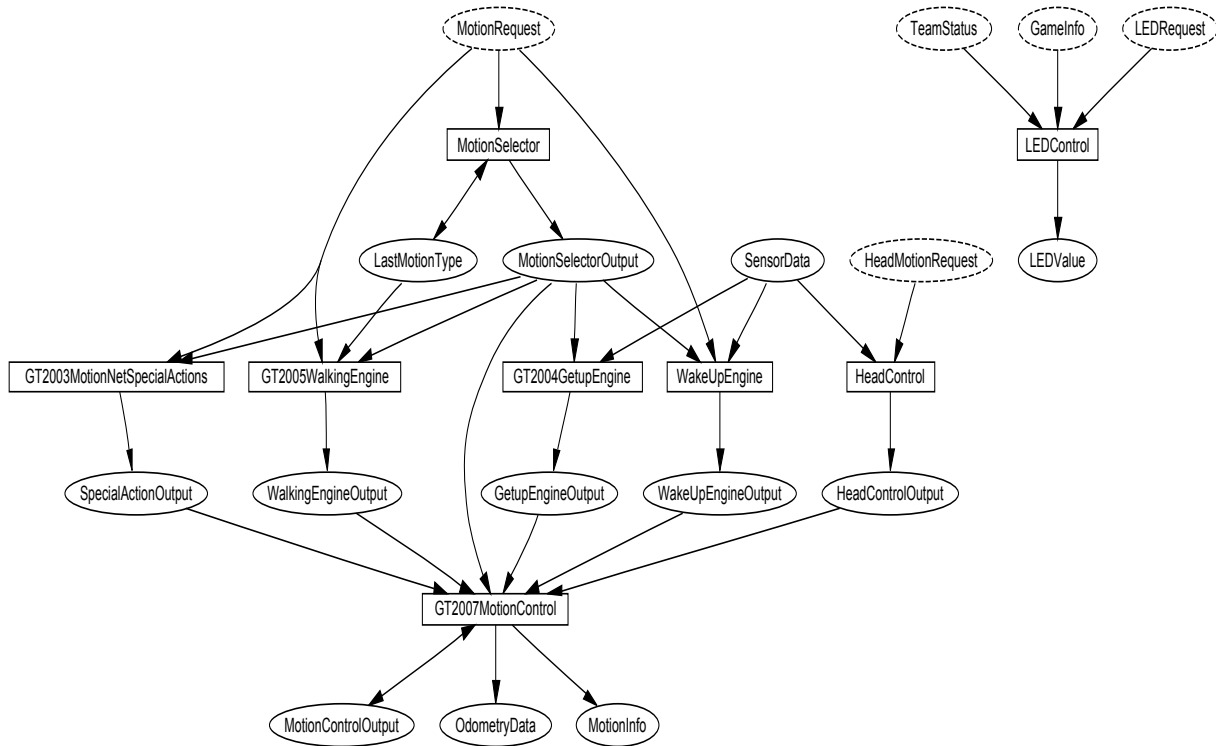 MotionRequest
TeamStatus
GameInfo
LEDRequest
MotionSelector
LEDControl
LastMotionType
MotionSelectorOutput
SensorData
HeadMotionRequest
LEDValue
GT2003MotionNetSpecialActions
GT2005WalkingEngine
GT2004GetupEngine
WakeUpEngine
HeadControl
SpecialActionOutput
WalkingEngineOutput
GetupEngineOutput
WakeUpEngineOutput
HeadControlOutput
GT2007MotionControl
MotionControlOutput
OdometryData
MotionInfo